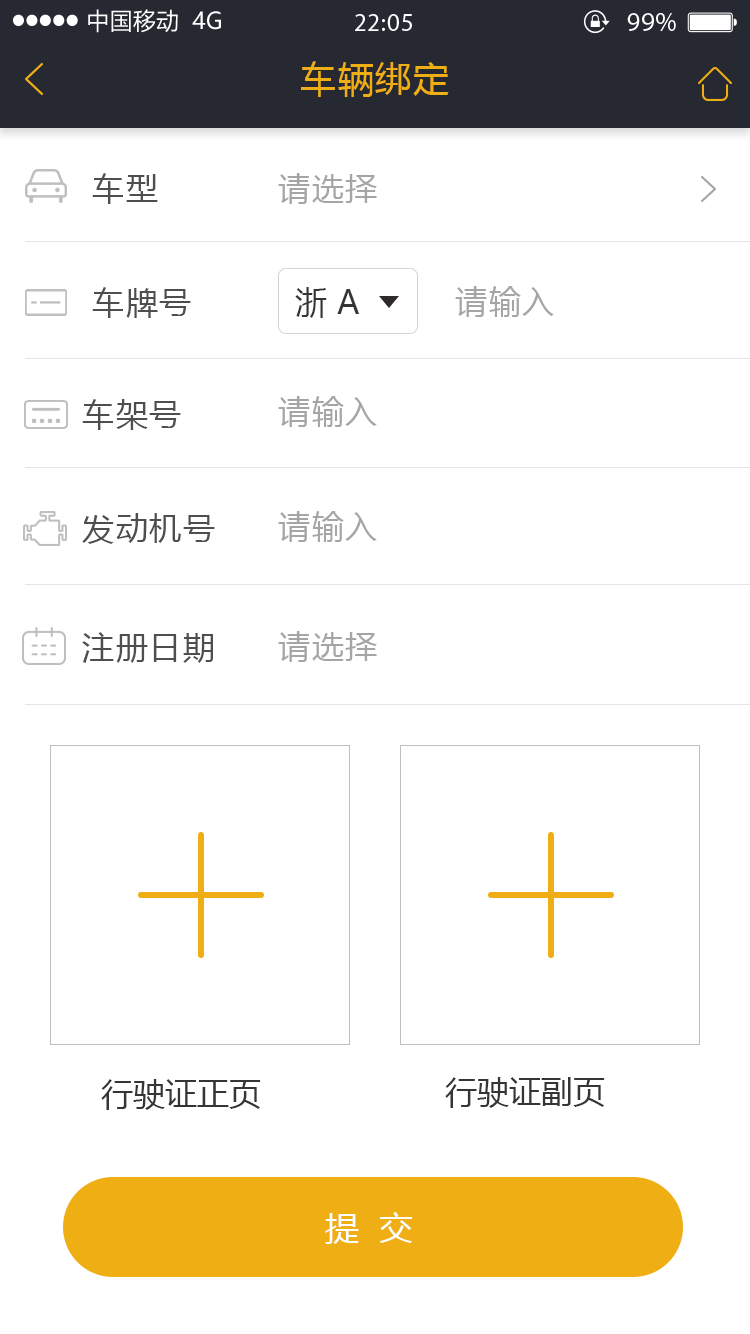 中国移动 4G 22:05 99%
车辆绑定
车型 请选择
车牌号 浙 A 请输入
车架号 请输入
发动机号 请输入
注册日期 请选择
行驶证正页 行驶证副页
提 交